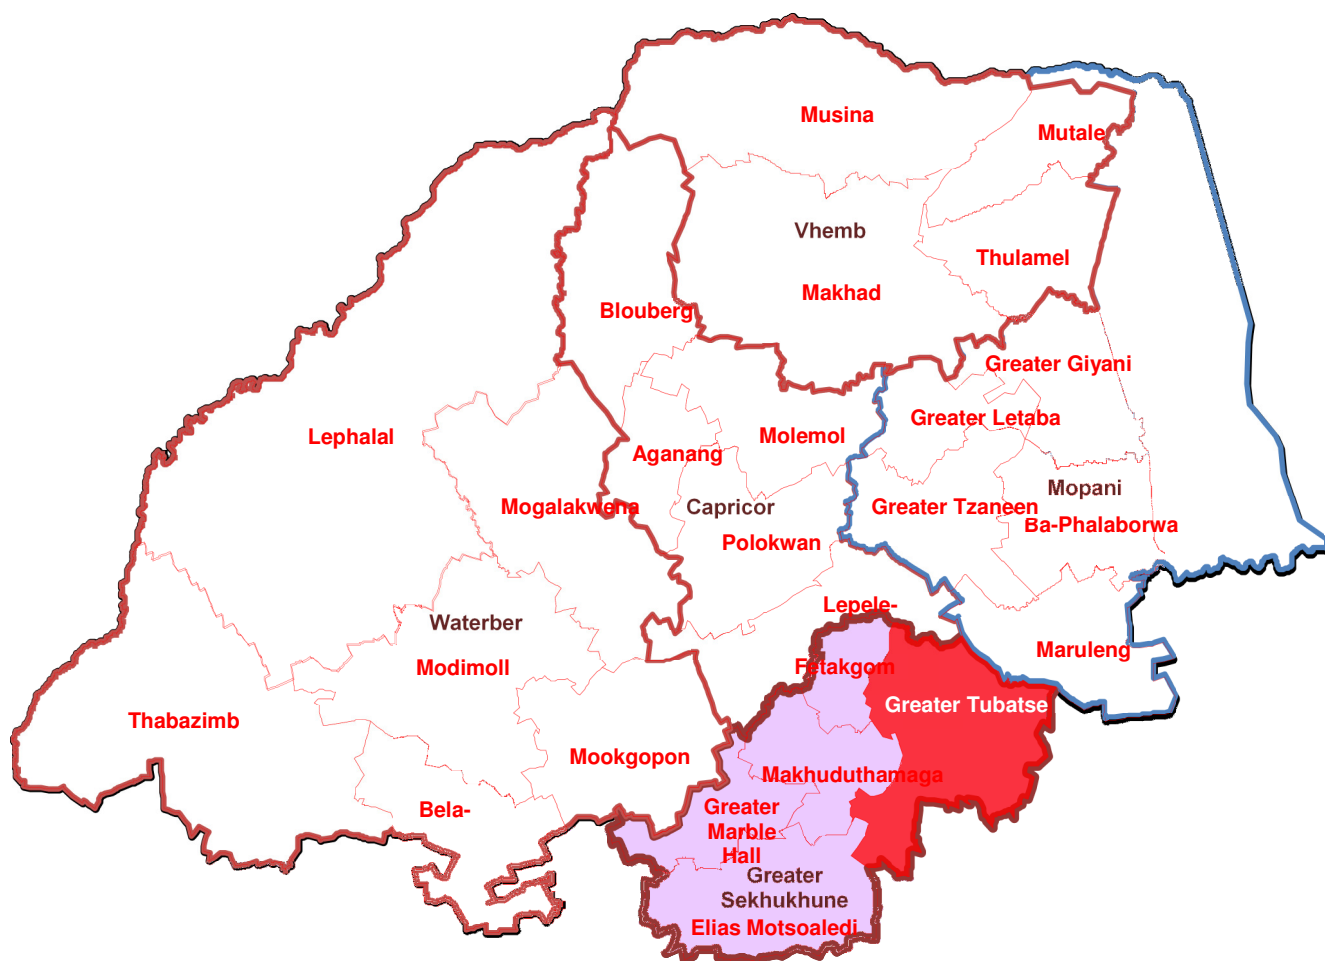 Musina
Mutale
Vhemb
Thulamel
Makhad
Blouberg
Greater Giyani
Greater Letaba
Lephalal
Molemol
Aganang
Mopani
Mogalakwena
Capricor
Greater Tzaneen
Ba-Phalaborwa
Polokwan
Lepele-
Waterber
Maruleng
Modimoll
Fetakgom
Greater Tubatse
Thabazimb
Mookgopon
Makhuduthamaga
Bela-
Greater
Marble
Hall
Greater
Sekhukhune
Elias Motsoaledi